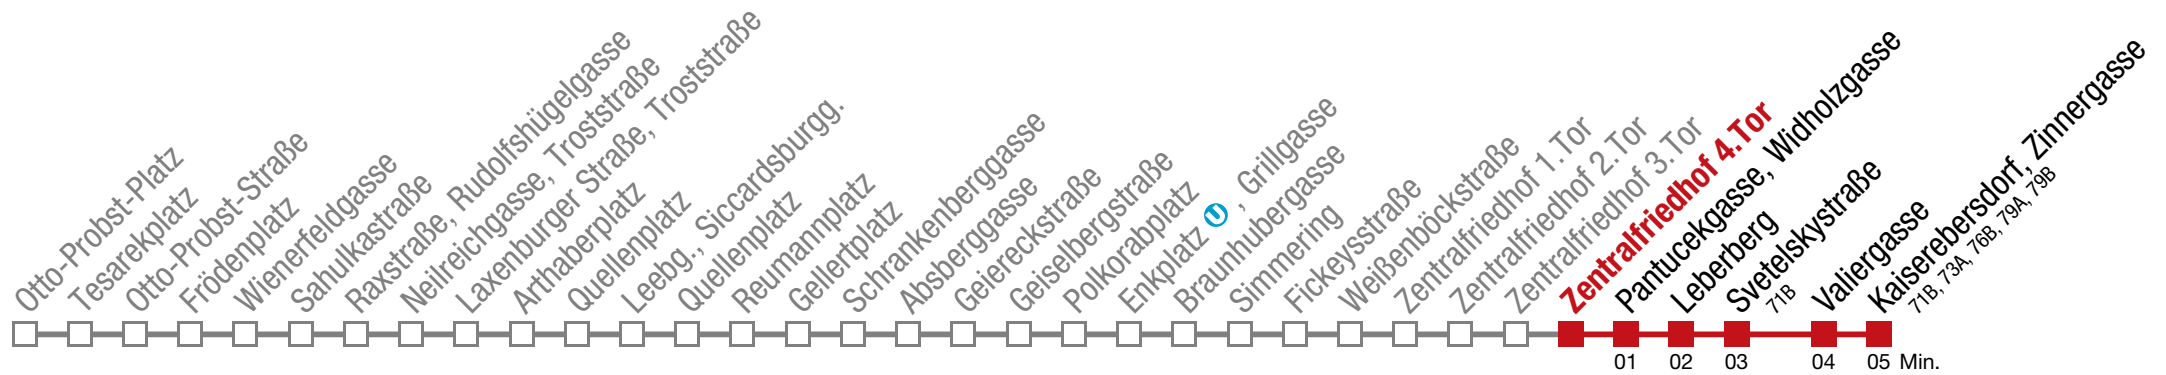 Otto-Probst-Platz
Tesarekplatz
Otto-Probst-Straße
Frödenplatz
Wienerfeldgasse
Sahulkastraße
Raxstraße, Rudolfshügelgasse
Neilreichgasse, Troststraße
Laxenburger Straße, Troststraße
Arthaberplatz
Quellenplatz
Leebg., Siccardsburgg.
Quellenplatz
Reumannplatz
Gellertplatz
Schrankenberggasse
Absberggasse
Geiereckstraße
Geiselbergstraße
Polkorabplatz
Enkplatz U, Grillgasse
Braunhubergasse
Simmering
Fickeysstraße
Weißenböckstraße
Zentralfriedhof 1.Tor
Zentralfriedhof 2.Tor
Zentralfriedhof 3.Tor
Zentralfriedhof 4.Tor
Pantucekgasse, Widholzgasse
Leberberg
Svetelskystraße
71B
Valiergasse
Kaiserebersdorf, Zinnergasse
71B, 73A, 76B, 79A, 79B
01 02 03 04 05 Min.